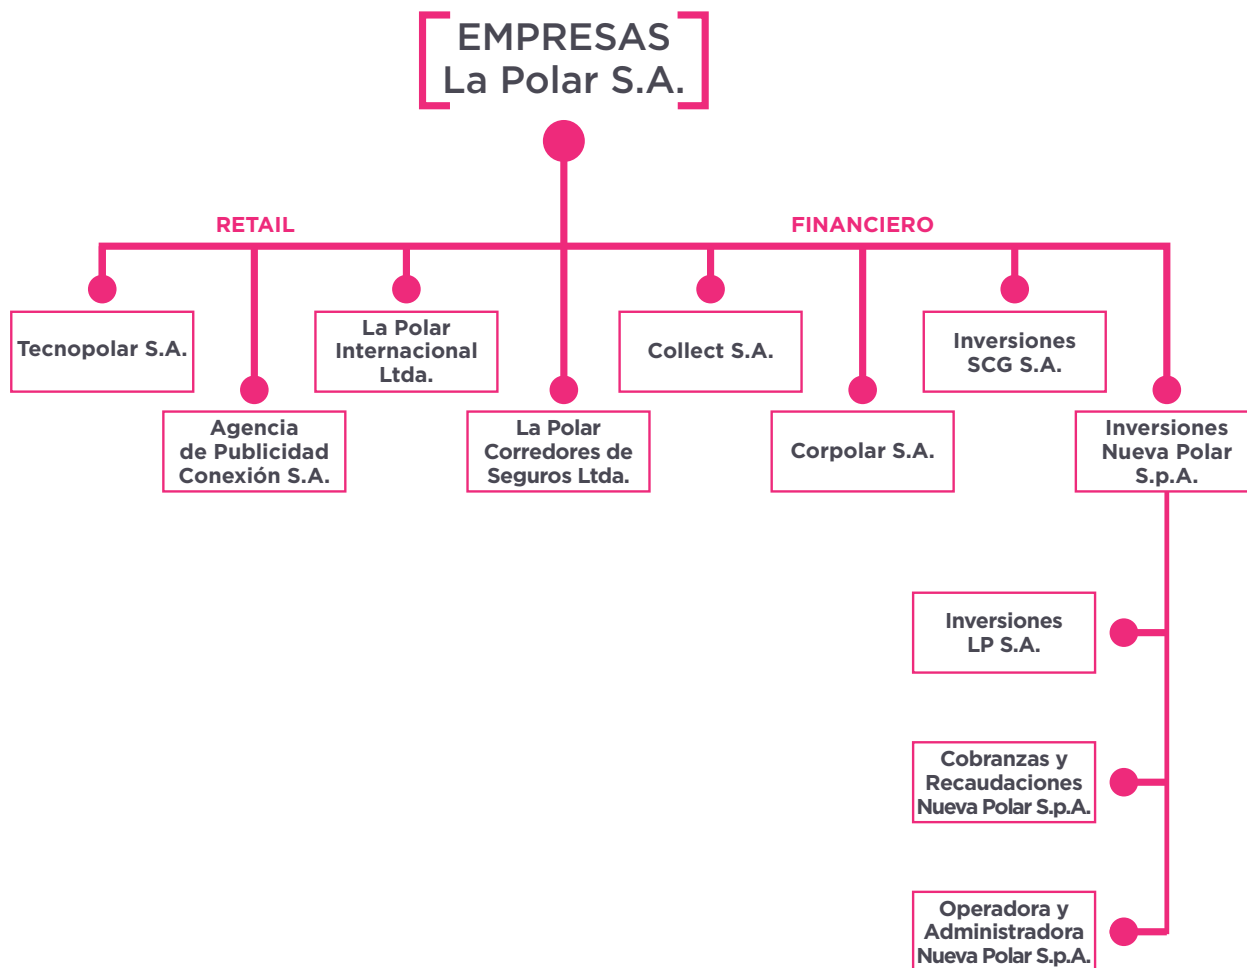 EMPRESAS
La Polar S.A.
RETAIL
FINANCIERO
Tecnopolar S.A.
La Polar
Internacional
Ltda.
Collect S.A.
Inversiones
SCG S.A.
Agencia
de Publicidad
Conexión S.A.
La Polar
Corredores de
Seguros Ltda.
Corpolar S.A.
Inversiones
Nueva Polar
S.p.A.
Inversiones
LP S.A.
Cobranzas y
Recaudaciones
Nueva Polar S.p.A.
Operadora y
Administradora
Nueva Polar S.p.A.